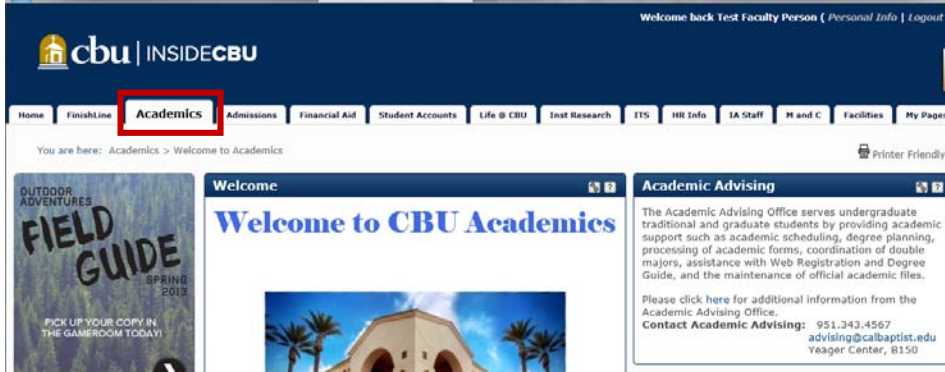 Welcome back Test Faculty Person ( Personal Info | Logout
cbu | INSIDECBU
Home FinishLine Academics Admissions Financial Aid Student Accounts Life @ CBU Inst Research ITS HR Info IA Staff M and C Facilities My Pages
You are here: Academics > Welcome to Academics
Printer Friendly
OUTDOOR
ADVENTURES
FIELD
GUIDE
SPRING
2013
PICK UP YOUR COPY IN
THE GAMEROOM TODAY!
Welcome
Welcome to CBU Academics
Academic Advising
The Academic Advising Office serves undergraduate
traditional and graduate students by providing academic
support such as academic scheduling, degree planning,
processing of academic forms, coordination of double
majors, assistance with Web Registration and Degree
Guide, and the maintenance of official academic files.
Please click here for additional information from the
Academic Advising Office.
Contact Academic Advising: 951.343.4567
advising@calbaptist.edu
Yeager Center, B150